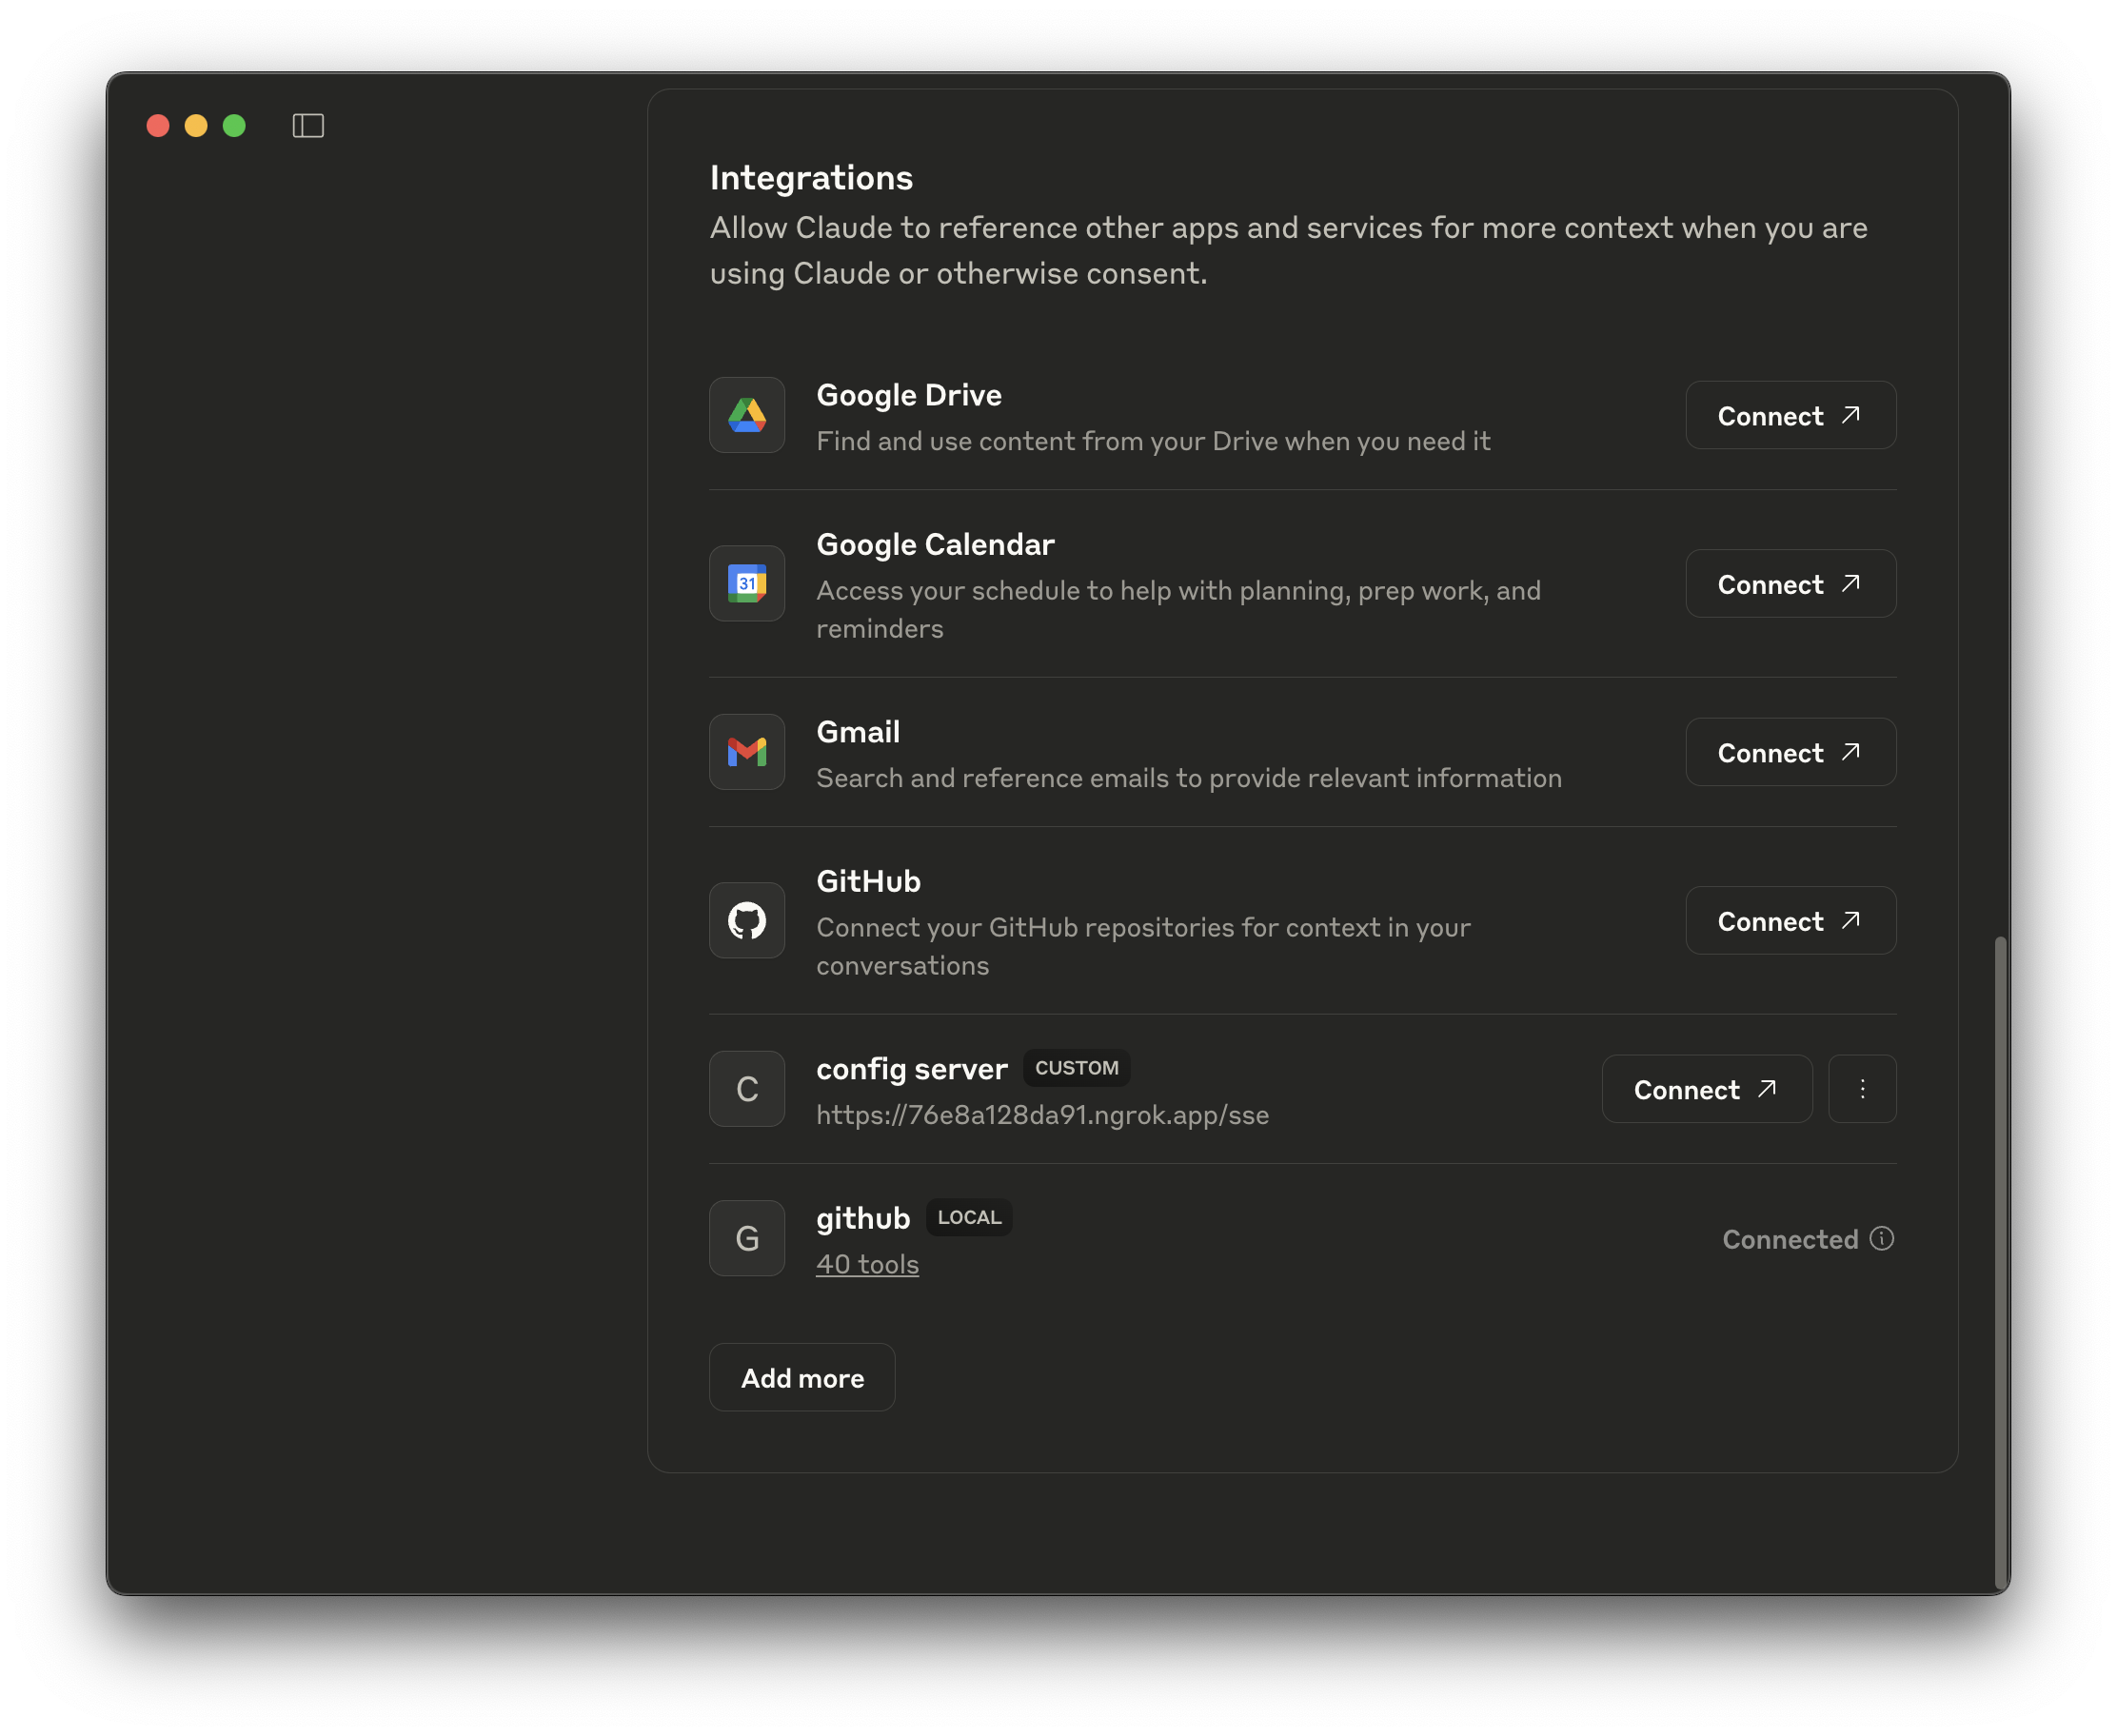 Integrations
Allow Claude to reference other apps and services for more context when you are
using Claude or otherwise consent.
Google Drive
Find and use content from your Drive when you need it
Connect
31
Google Calendar
Access your schedule to help with planning, prep work, and
reminders
Connect
Gmail
Search and reference emails to provide relevant information
Connect
GitHub
Connect your GitHub repositories for context in your
conversations
Connect
C
config server CUSTOM
https://76e8a128da91.ngrok.app/sse
Connect
G
github LOCAL
40 tools
Connected
Add more